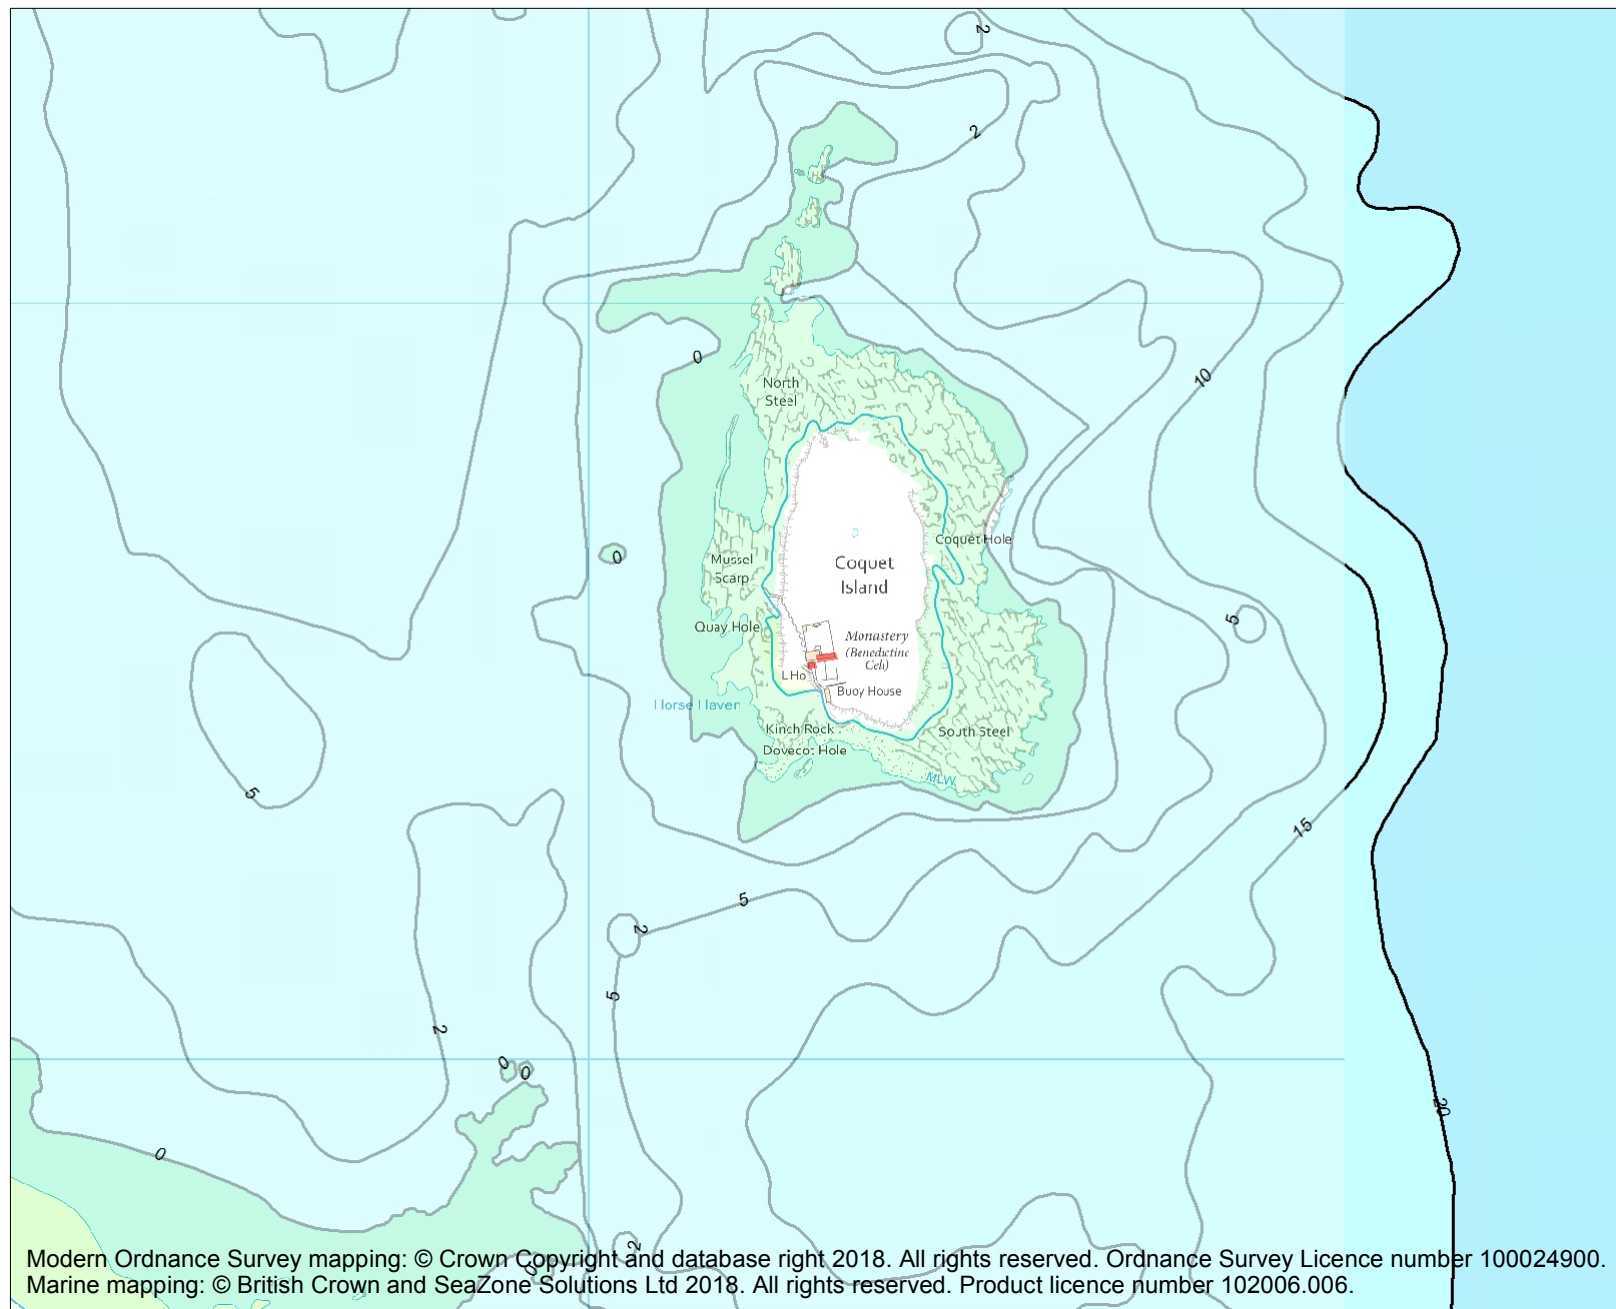 2
2
0
10
North
Steel
Coquet Hole
0
Mussel
Scarp
Coquet
Island
Quay Hole
Monastery
(Benedictine
Cell)
5
L Ho
Buoy House
Horse Haven
Kinch Rock
South Steel
Dovecot Hole
MLW
5
15
5
2
5
2
0
0
20
0
2
Modern Ordnance Survey mapping: © Crown Copyright and database right 2018. All rights reserved. Ordnance Survey Licence number 100024900.
Marine mapping: © British Crown and SeaZone Solutions Ltd 2018. All rights reserved. Product licence number 102006.006.